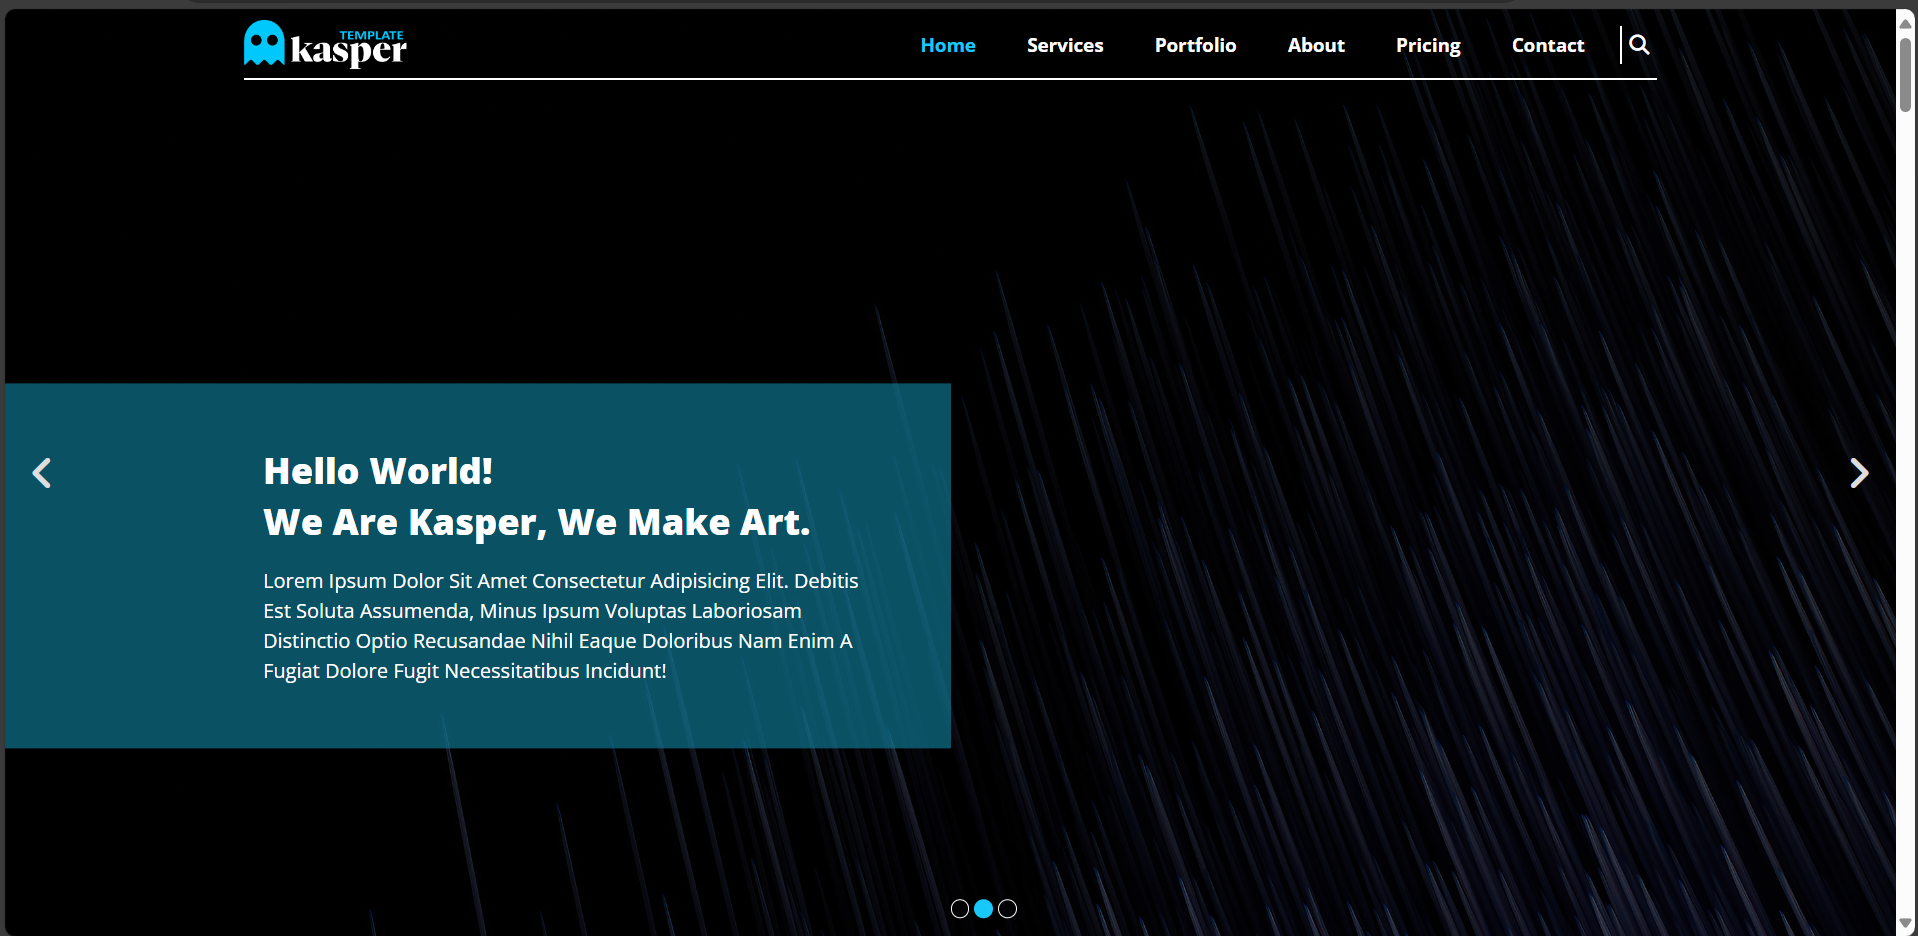 TEMPLATE
kasper
Home Services Portfolio About Pricing Contact
Hello World!
We Are Kasper, We Make Art.
Lorem Ipsum Dolor Sit Amet Consectetur Adipisicing Elit. Debitis
Est Soluta Assumenda, Minus Ipsum Voluptas Laboriosam
Distinctio Optio Recusandae Nihil Eaque Doloribus Nam Enim A
Fugiat Dolore Fugit Necessitatibus Incidunt!